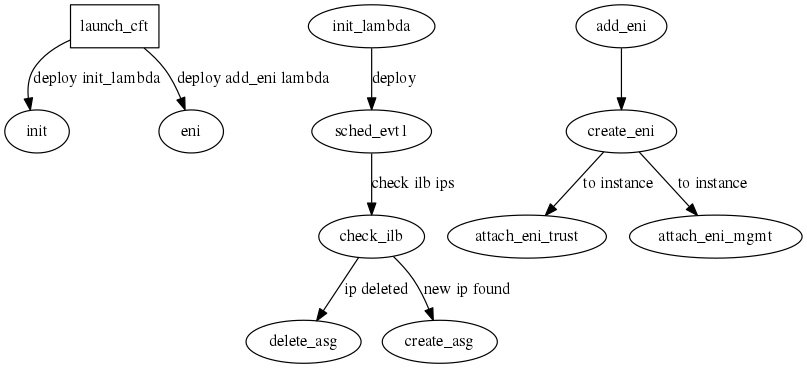 launch_cft
init_lambda
add_eni
deploy init_lambda
deploy add_eni lambda
deploy
init
eni
sched_evt1
create_eni
check ilb ips
to instance
to instance
check_ilb
attach_eni_trust
attach_eni_mgmt
ip deleted
new ip found
delete_asg
create_asg